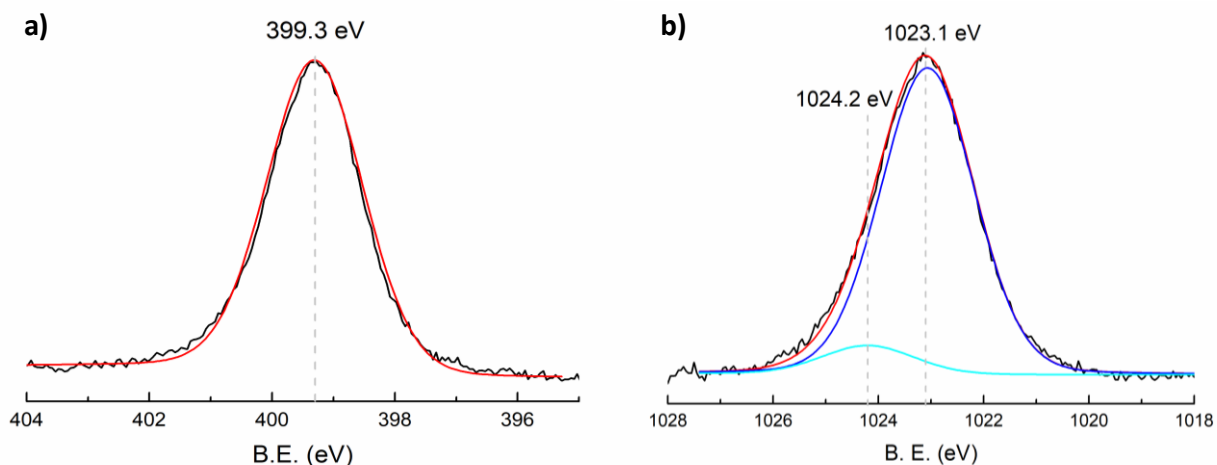 a)
399.3 eV
404 402 400 398 396
B.E. (eV)
b)
1023.1 eV
1024.2 eV
1028 1026 1024 1022 1020 1018
B. E. (eV)